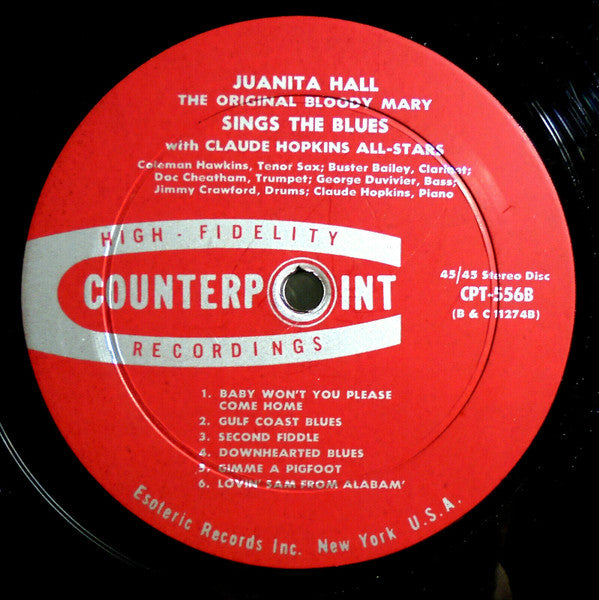 JUANITA HALL
THE ORIGINAL BLOODY MARY
SINGS THE BLUES
with CLAUDE HOPKINS ALL-STARS
Coleman Hawkins, Tenor Sax; Buster Bailey, Clarinet;
Doc Cheatham, Trumpet; George Duvivier, Bass;
Jimmy Crawford, Drums; Claude Hopkins, Piano
HIGH - FIDELITY
COUNTERPOINT
RECORDINGS
45/45 Stereo Disc
CPT-556B
(B & C 11274B)
1. BABY WON'T YOU PLEASE
COME HOME
2. GULF COAST BLUES
3. SECOND FIDDLE
4. DOWNHEARTED BLUES
5. GIMME A PIGFOOT
6. LOVIN' SAM FROM ALABAM'
Esoteric Records Inc. New York U.S.A.